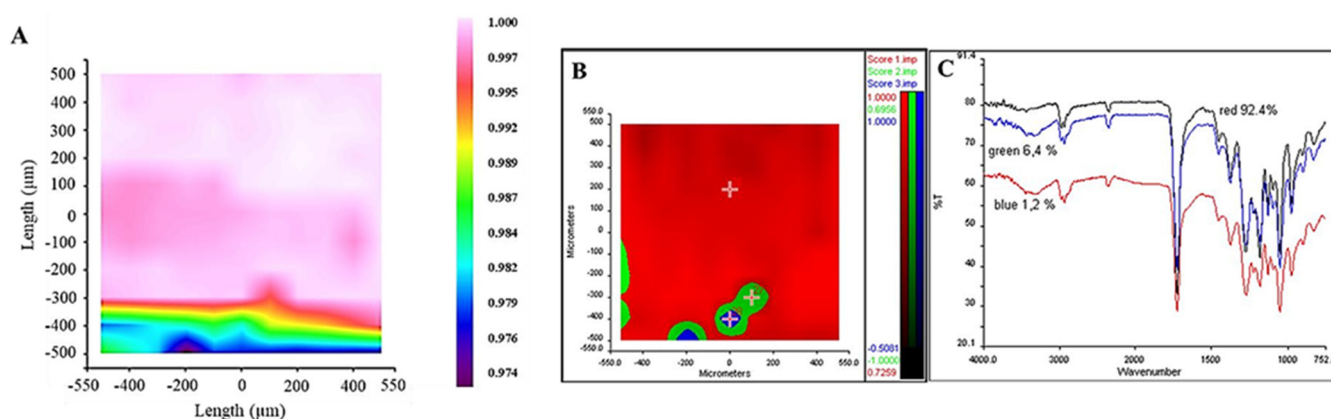 A
500
400
300
200
100
0
-100
-200
-300
-400
-500
Length (µm)
-550 -400 -200 0 200 400 550
Length (µm)
1.000
0.997
0.995
0.992
0.989
0.987
0.984
0.982
0.979
0.976
0.974
B
550.0
500
400
300
200
100
0
-100
-200
-300
-400
-500
550.0
Micrometers
-550.0 -400 -200 0 200 400 550.0
Micrometers
Score 1.imp
Score 2.imp
Score 3.imp
1.0000
0.6956
1.0000
-0.5081
-1.0000
0.7259
C
91.4
80
70
60
50
40
30
20.1
%T
red 92.4%
green 6,4 %
blue 1,2 %
4000.0 3000 2000 1500 1000 752.
Wavenumber